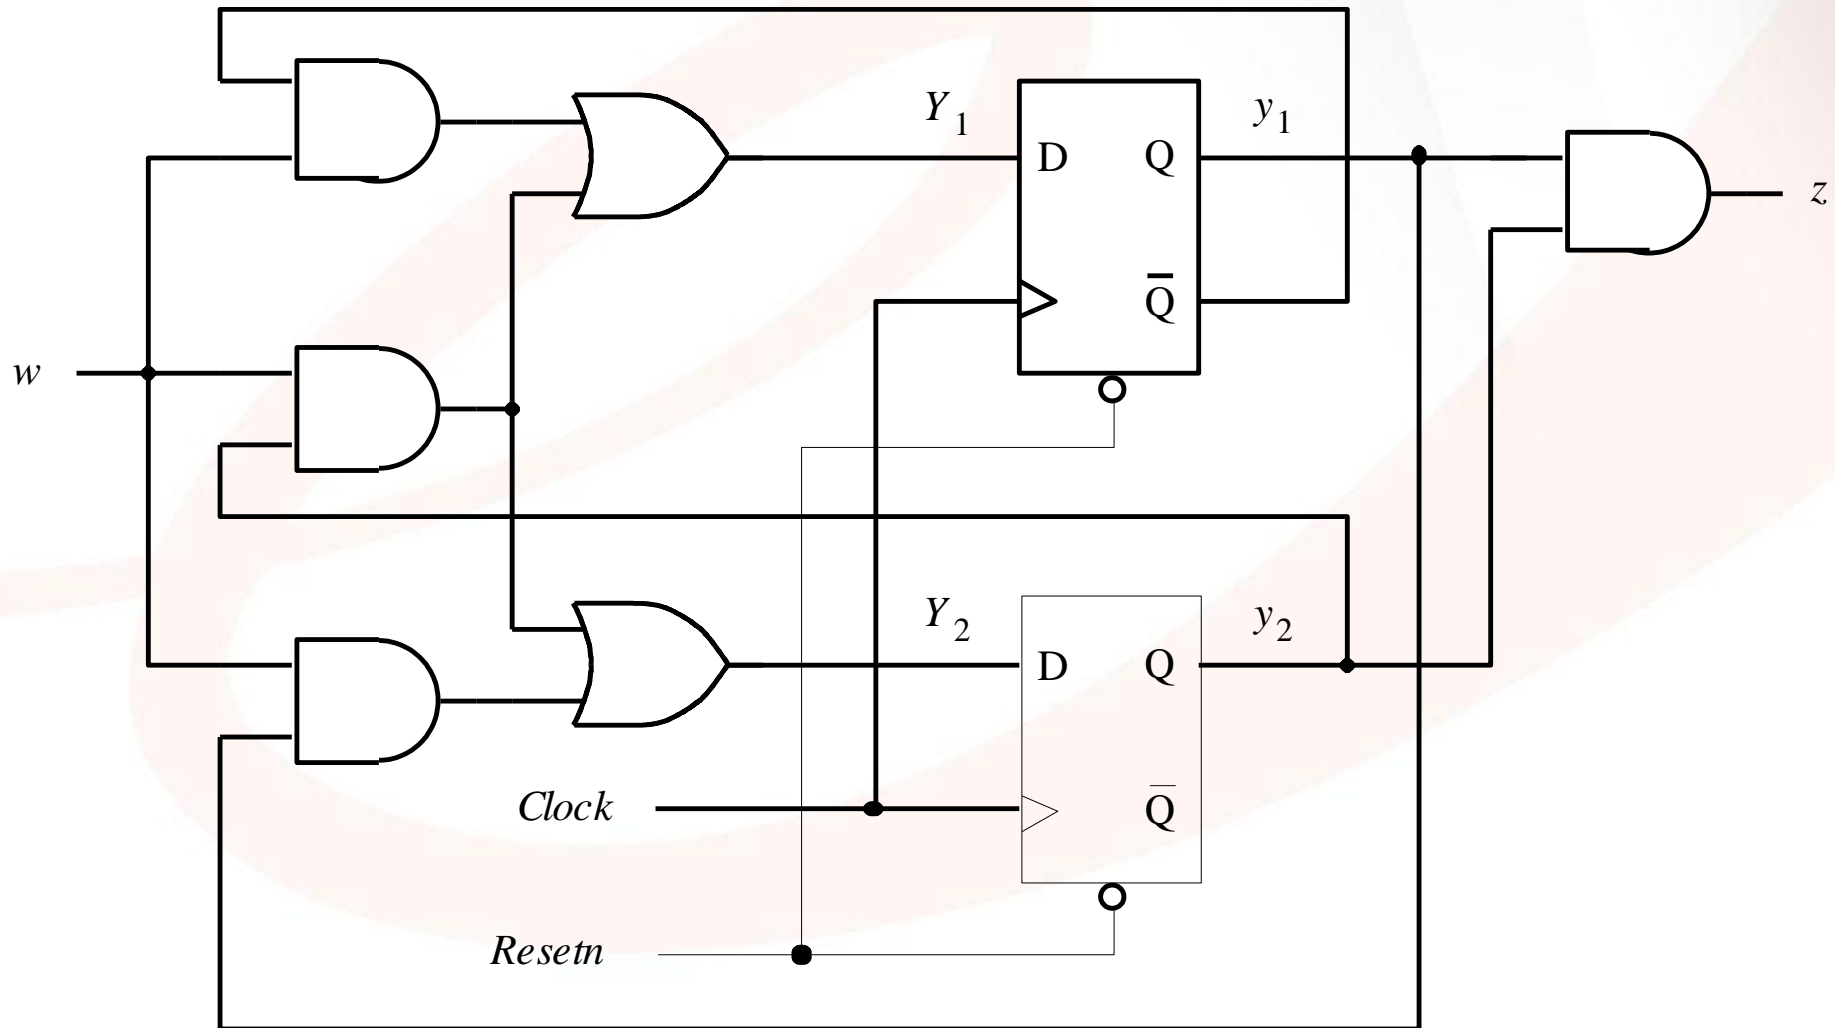 Y₁
y₁
D
Q
z
Q̅
w
Y₂
y₂
D
Q
Clock
Q̅
Resetn